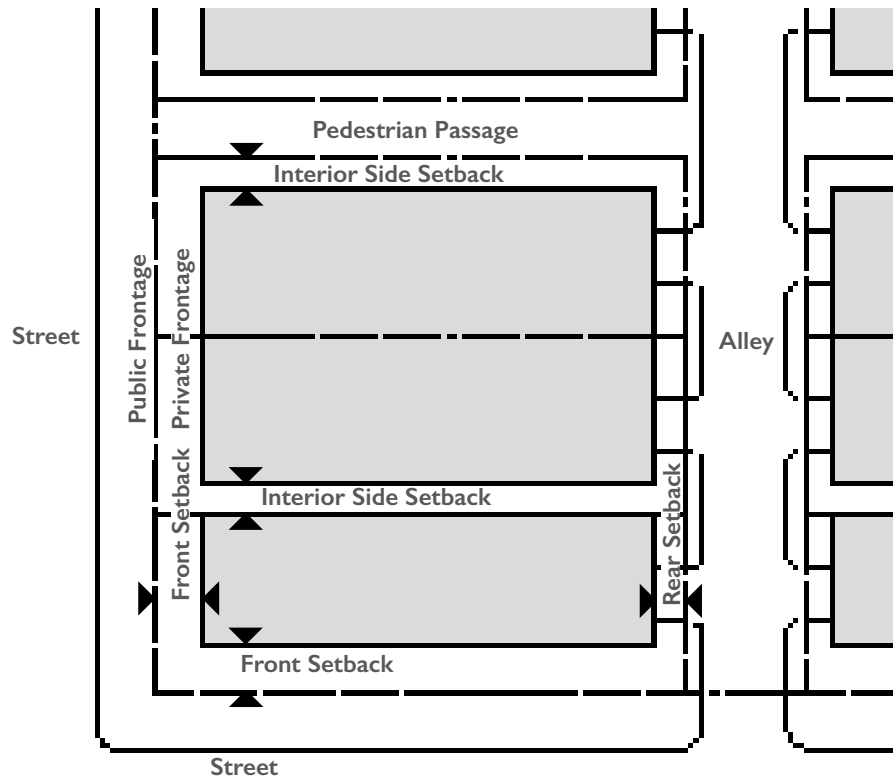 Pedestrian Passage
Interior Side Setback
Public Frontage
Private Frontage
Street
Alley
Interior Side Setback
Front Setback
Rear Setback
Front Setback
Street